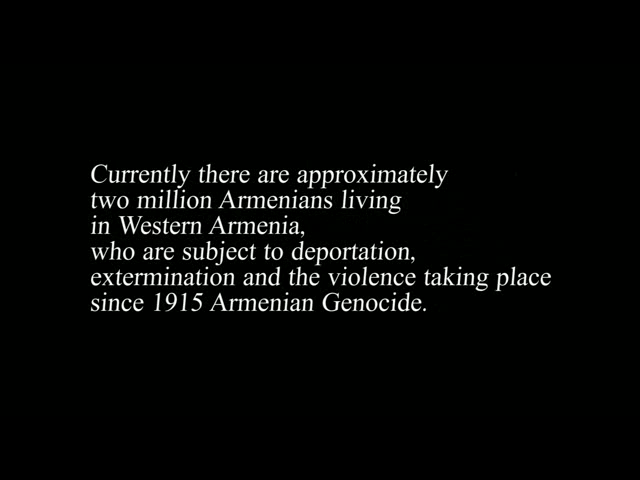 Currently there are approximately
two million Armenians living
in Western Armenia,
who are subject to deportation,
extermination and the violence taking place
since 1915 Armenian Genocide.